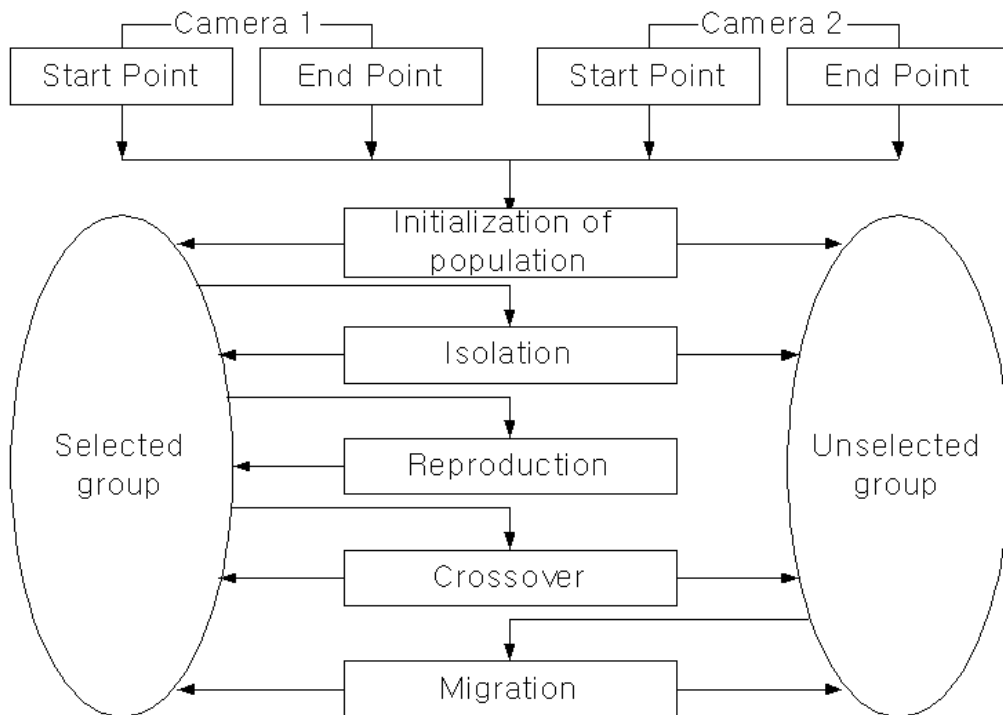 Camera 1
Camera 2
Start Point
End Point
Start Point
End Point
Initialization of
population
Isolation
Selected
group
Reproduction
Unselected
group
Crossover
Migration